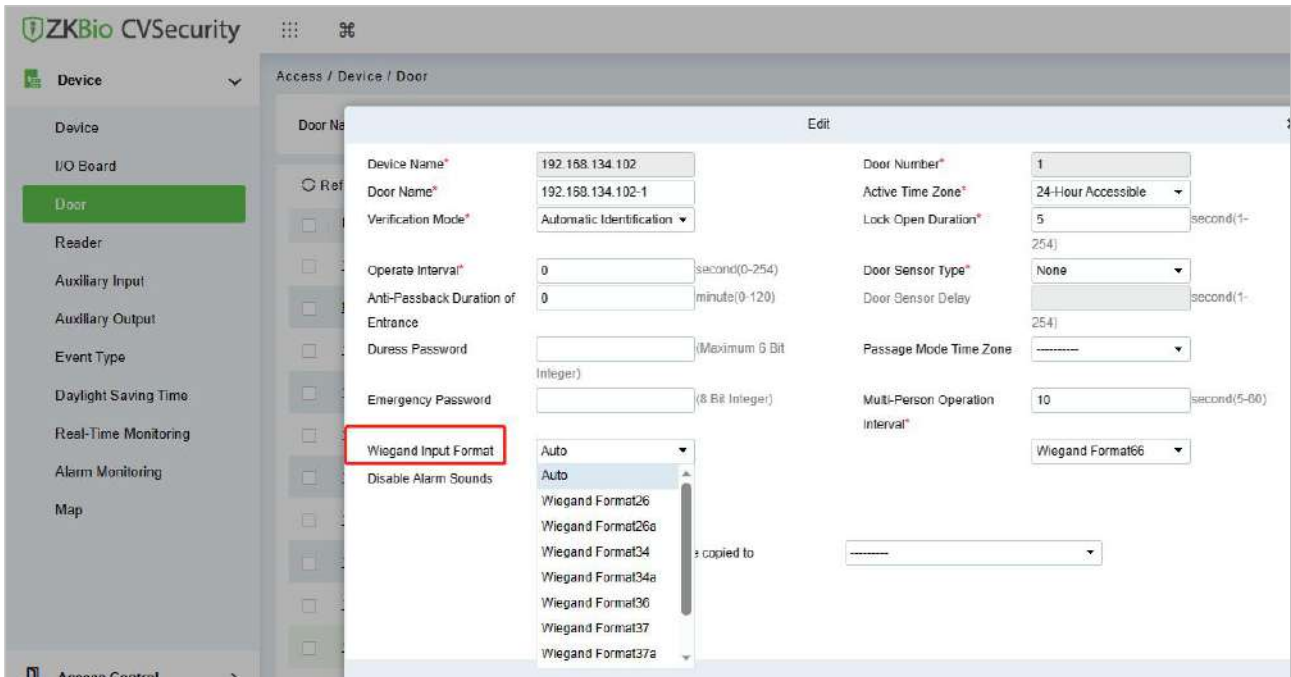 ZKBio CVSecurity
Device
Access / Device / Door
Device
I/O Board
Door
Reader
Auxiliary Input
Auxiliary Output
Event Type
Daylight Saving Time
Real-Time Monitoring
Alarm Monitoring
Map
Door Na
Ref
Edit
Device Name* 192.168.134.102 Door Number* 1
Door Name* 192.168.134.102-1 Active Time Zone* 24-Hour Accessible
Verification Mode* Automatic Identification Lock Open Duration* 5 second(1-
254)
Operate Interval* 0 second(0-254) Door Sensor Type* None
Anti-Passback Duration of 0 minute(0-120) Door Sensor Delay second(1-
Entrance 254)
Duress Password (Maximum 6 Bit Passage Mode Time Zone ----------
Integer)
Emergency Password (8 Bit Integer) Multi-Person Operation 10 second(5-60)
Interval*
Wiegand Input Format Auto Wiegand Format66
Disable Alarm Sounds Auto
Wiegand Format26
Wiegand Format26a
Wiegand Format34 copied to ---------
Wiegand Format34a
Wiegand Format36
Wiegand Format37
Wiegand Format37a
Access Control